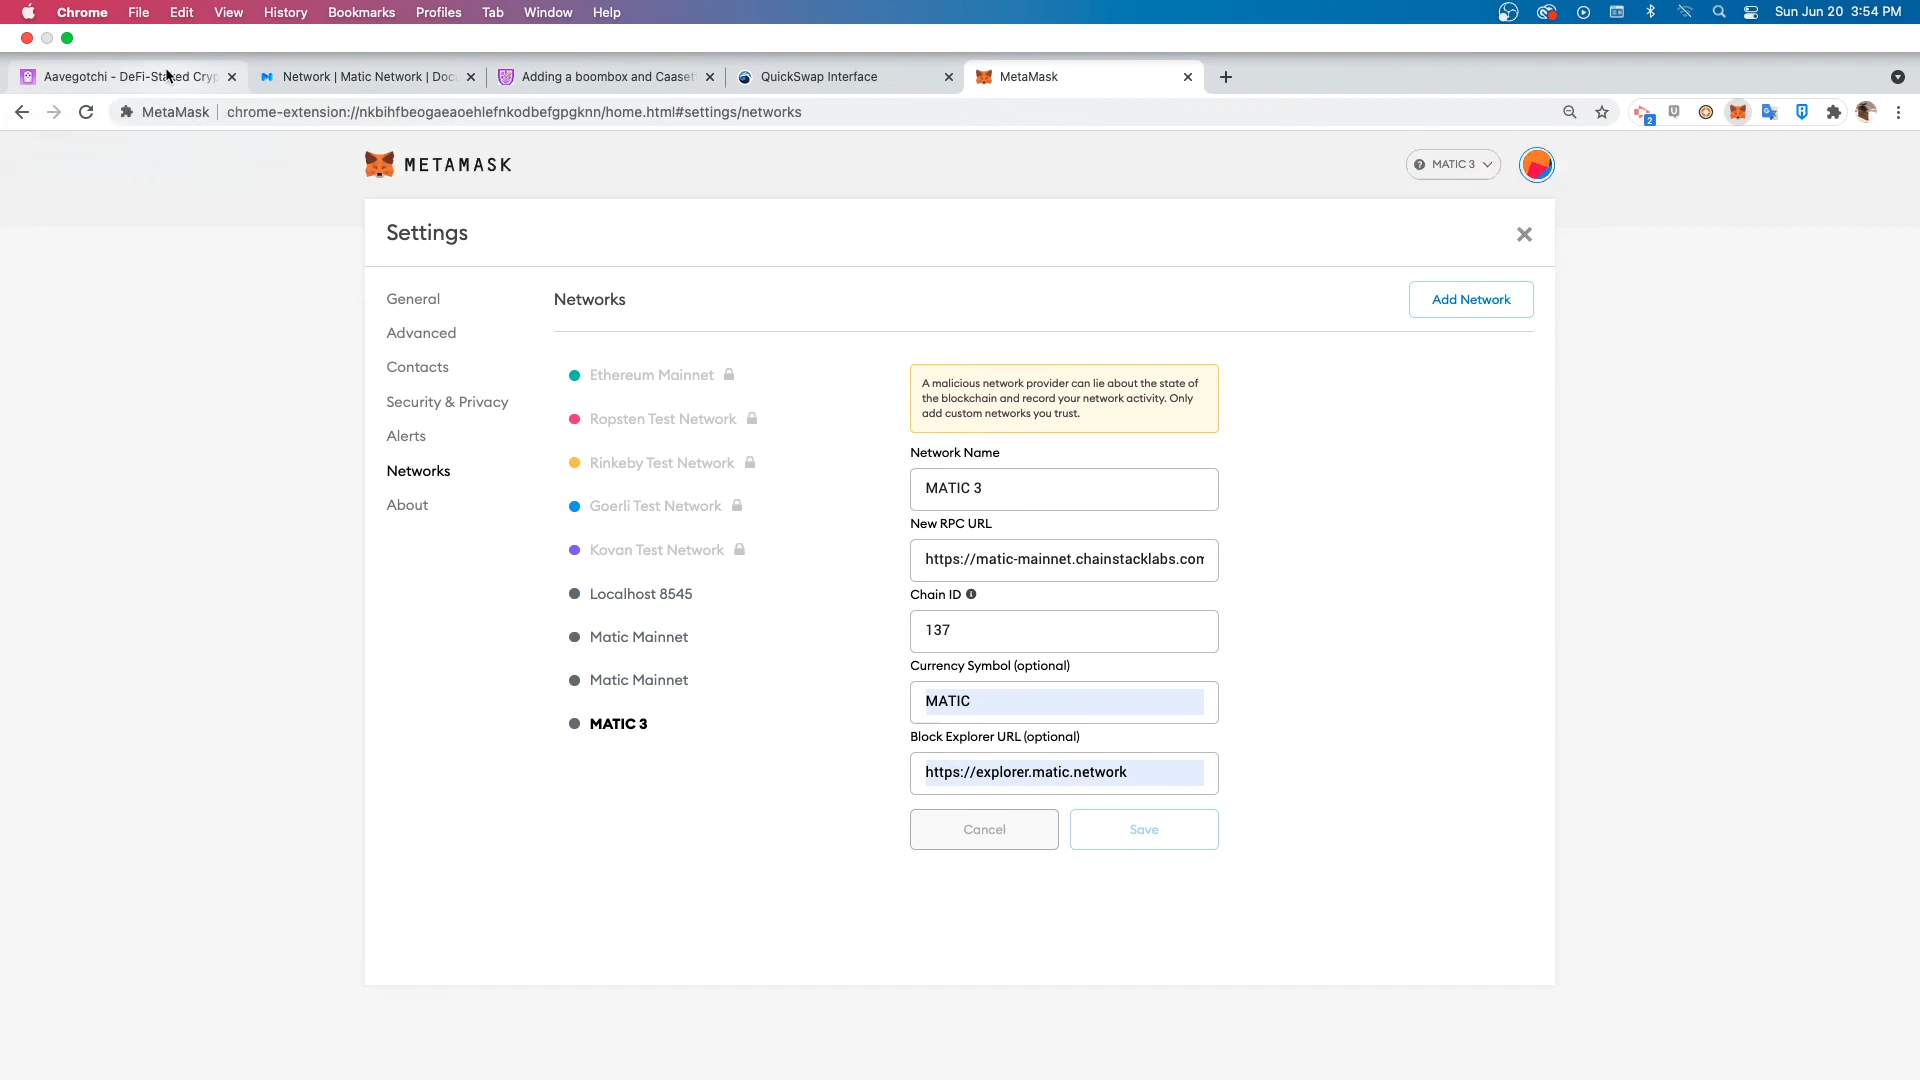 Chrome File Edit View History Bookmarks Profiles Tab Window Help Sun Jun 20 3:54 PM
Aavegotchi - DeFi-Staked Cryp Network | Matic Network | Docu Adding a boombox and Caaset QuickSwap Interface MetaMask
MetaMask chrome-extension://nkbihfbeogaeaoehlefnkodbefgpgknn/home.html#settings/networks 2
METAMASK MATIC 3
Settings
General
Advanced
Contacts
Security & Privacy
Alerts
Networks
About
Networks Add Network
Ethereum Mainnet
Ropsten Test Network
Rinkeby Test Network
Goerli Test Network
Kovan Test Network
Localhost 8545
Matic Mainnet
Matic Mainnet
MATIC 3
A malicious network provider can lie about the state of
the blockchain and record your network activity. Only
add custom networks you trust.
Network Name
MATIC 3
New RPC URL
https://matic-mainnet.chainstacklabs.com
Chain ID
137
Currency Symbol (optional)
MATIC
Block Explorer URL (optional)
https://explorer.matic.network
Cancel Save